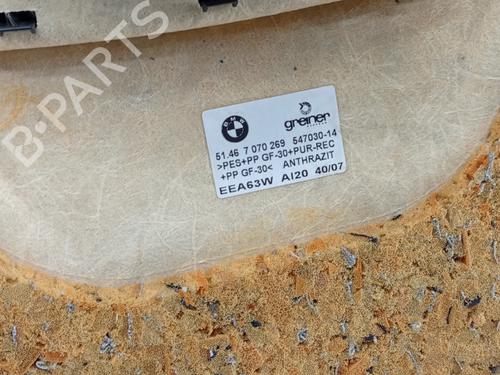 B-PARTS
BMW
greiner
51.46 7 070 269 547030-14
>PES+PP GF-30+PUR-REC
+PP GF-30< ANTHRAZIT
EEA63W AI20 40/07